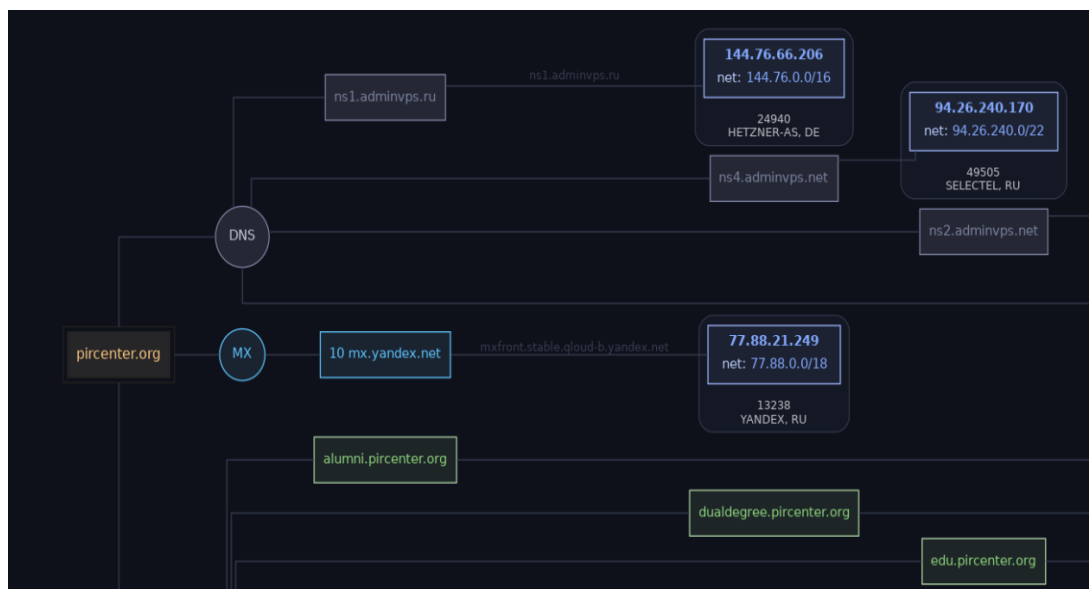 144.76.66.206
net: 144.76.0.0/16
24940
HETZNER-AS, DE
ns1.adminvps.ru
ns1.adminvps.ru
94.26.240.170
net: 94.26.240.0/22
49505
SELECTEL, RU
ns4.adminvps.net
DNS
ns2.adminvps.net
pircenter.org
MX
10 mx.yandex.net
mxfront.stable.qloud-b.yandex.net
77.88.21.249
net: 77.88.0.0/18
13238
YANDEX, RU
alumni.pircenter.org
dualdegree.pircenter.org
edu.pircenter.org